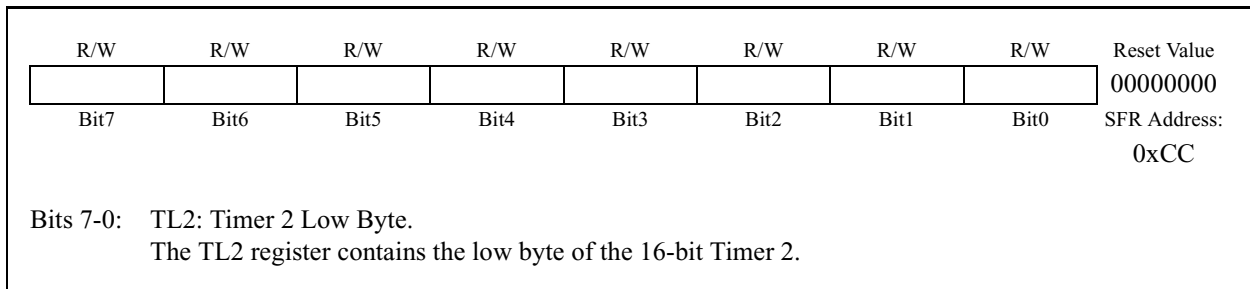 R/W R/W R/W R/W R/W R/W R/W R/W Reset Value
00000000
Bit7 Bit6 Bit5 Bit4 Bit3 Bit2 Bit1 Bit0 SFR Address:
0xCC
Bits 7-0: TL2: Timer 2 Low Byte.
The TL2 register contains the low byte of the 16-bit Timer 2.